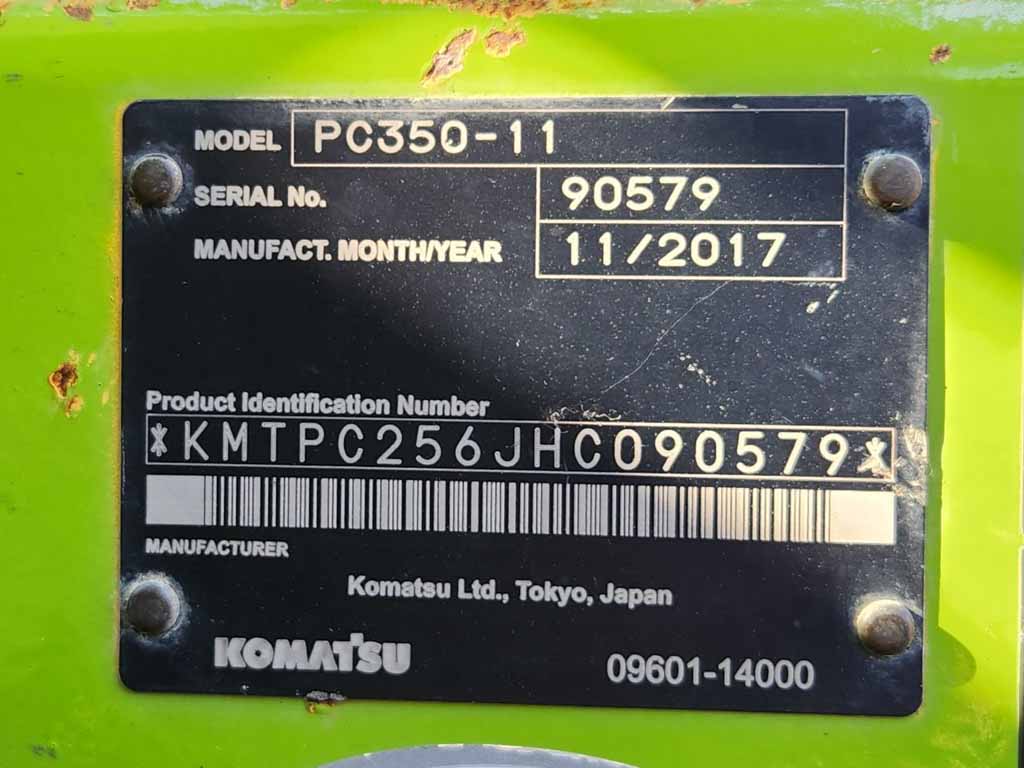 MODEL PC350-11
SERIAL No. 90579
MANUFACT. MONTH/YEAR 11/2017
Product Identification Number
*KMTPC256JHC090579*
MANUFACTURER
Komatsu Ltd., Tokyo, Japan
KOMATSU 09601-14000